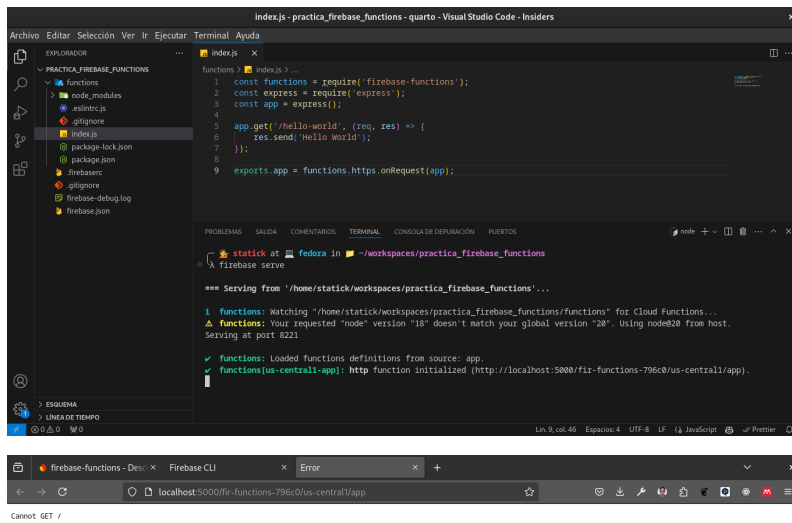 index.js - practica_firebase_functions - quarto - Visual Studio Code - Insiders
Archivo Editar Selección Ver Ir Ejecutar Terminal Ayuda
EXPLORADOR
PRACTICA_FIREBASE_FUNCTIONS
functions
node_modules
.eslintrc.js
.gitignore
index.js
package-lock.json
package.json
.firebaserc
.gitignore
firebase-debug.log
firebase.json
ESQUEMA
LÍNEA DE TIEMPO
index.js
functions > index.js > ...
1 const functions = require('firebase-functions');
2 const express = require('express');
3 const app = express();
4
5 app.get('/hello-world', (req, res) => {
6 res.send('Hello World');
7 });
8
9 exports.app = functions.https.onRequest(app);
PROBLEMAS SALIDA COMENTARIOS TERMINAL CONSOLA DE DEPURACIÓN PUERTOS
node
statick at fedora in ~/workspaces/practica_firebase_functions
λ firebase serve
=== Serving from '/home/statick/workspaces/practica_firebase_functions'...
i functions: Watching "/home/statick/workspaces/practica_firebase_functions/functions" for Cloud Functions...
⚠ functions: Your requested "node" version "18" doesn't match your global version "20". Using node@20 from host.
Serving at port 8221
✔ functions: Loaded functions definitions from source: app.
✔ functions[us-central1-app]: http function initialized (http://localhost:5000/fir-functions-796c0/us-central1/app).
0 0 0 Lín. 9, col. 46 Espacios: 4 UTF-8 LF JavaScript Prettier
firebase-functions - Desc Firebase CLI Error
localhost:5000/fir-functions-796c0/us-central1/app
Cannot GET /